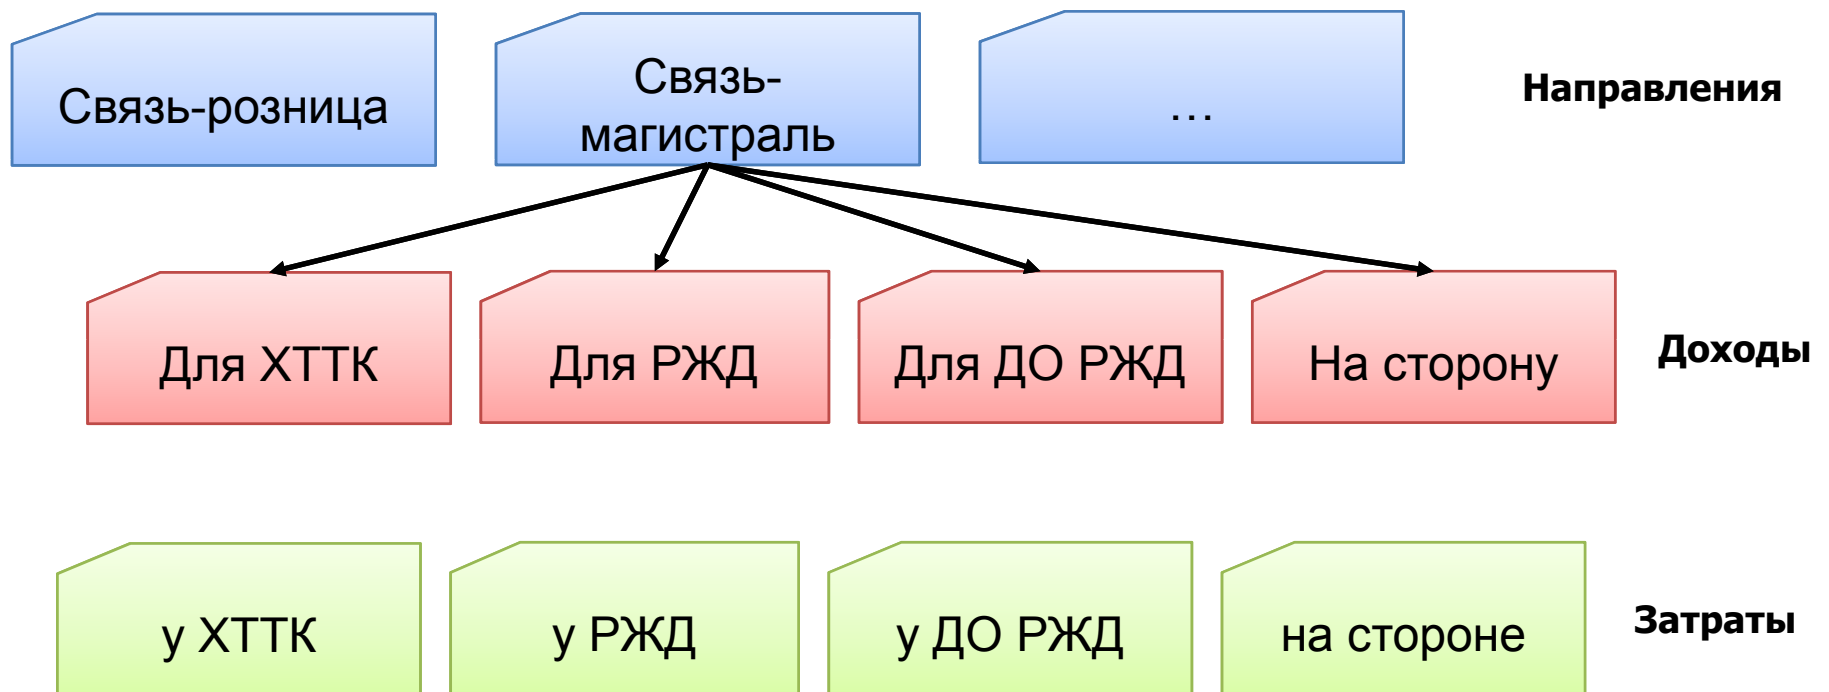 Связь-розница
Связь-
магистраль
…
Направления
Для ХТТК
Для РЖД
Для ДО РЖД
На сторону
Доходы
у ХТТК
у РЖД
у ДО РЖД
на стороне
Затраты